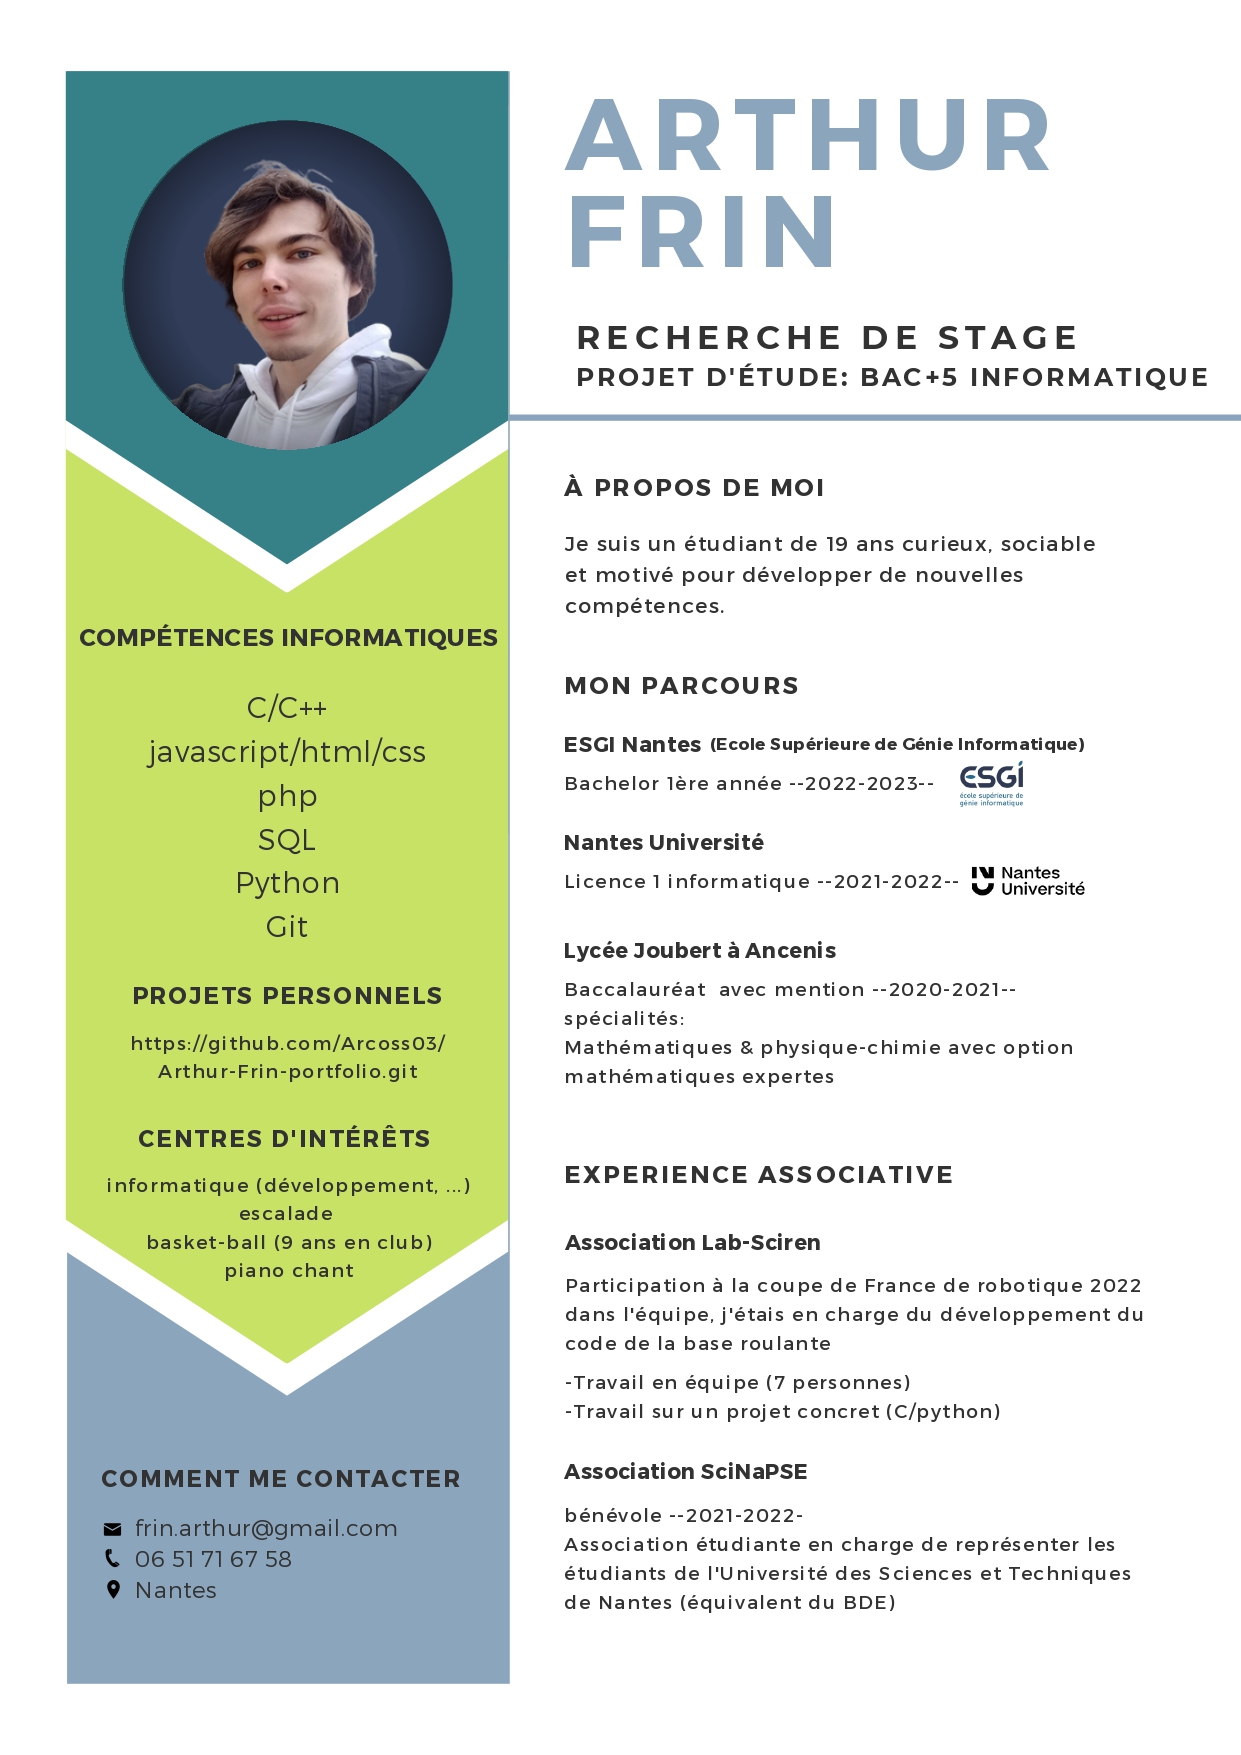 ARTHUR
FRIN
RECHERCHE DE STAGE
PROJET D'ÉTUDE: BAC+5 INFORMATIQUE
COMPÉTENCES INFORMATIQUES
C/C++
javascript/html/css
php
SQL
Python
Git
PROJETS PERSONNELS
https://github.com/Arcoss03/
Arthur-Frin-portfolio.git
CENTRES D'INTÉRÊTS
informatique (développement, ...)
escalade
basket-ball (9 ans en club)
piano chant
COMMENT ME CONTACTER
frin.arthur@gmail.com
06 51 71 67 58
Nantes
À PROPOS DE MOI
Je suis un étudiant de 19 ans curieux, sociable
et motivé pour développer de nouvelles
compétences.
MON PARCOURS
ESGI Nantes (Ecole Supérieure de Génie Informatique)
Bachelor 1ère année --2022-2023--
ESGI
école supérieure de
génie informatique
Nantes Université
Licence 1 informatique --2021-2022--
Nantes
Université
Lycée Joubert à Ancenis
Baccalauréat  avec mention --2020-2021--
spécialités:
Mathématiques & physique-chimie avec option
mathématiques expertes
EXPERIENCE ASSOCIATIVE
Association Lab-Sciren
Participation à la coupe de France de robotique 2022
dans l'équipe, j'étais en charge du développement du
code de la base roulante
-Travail en équipe (7 personnes)
-Travail sur un projet concret (C/python)
Association SciNaPSE
bénévole --2021-2022-
Association étudiante en charge de représenter les
étudiants de l'Université des Sciences et Techniques
de Nantes (équivalent du BDE)